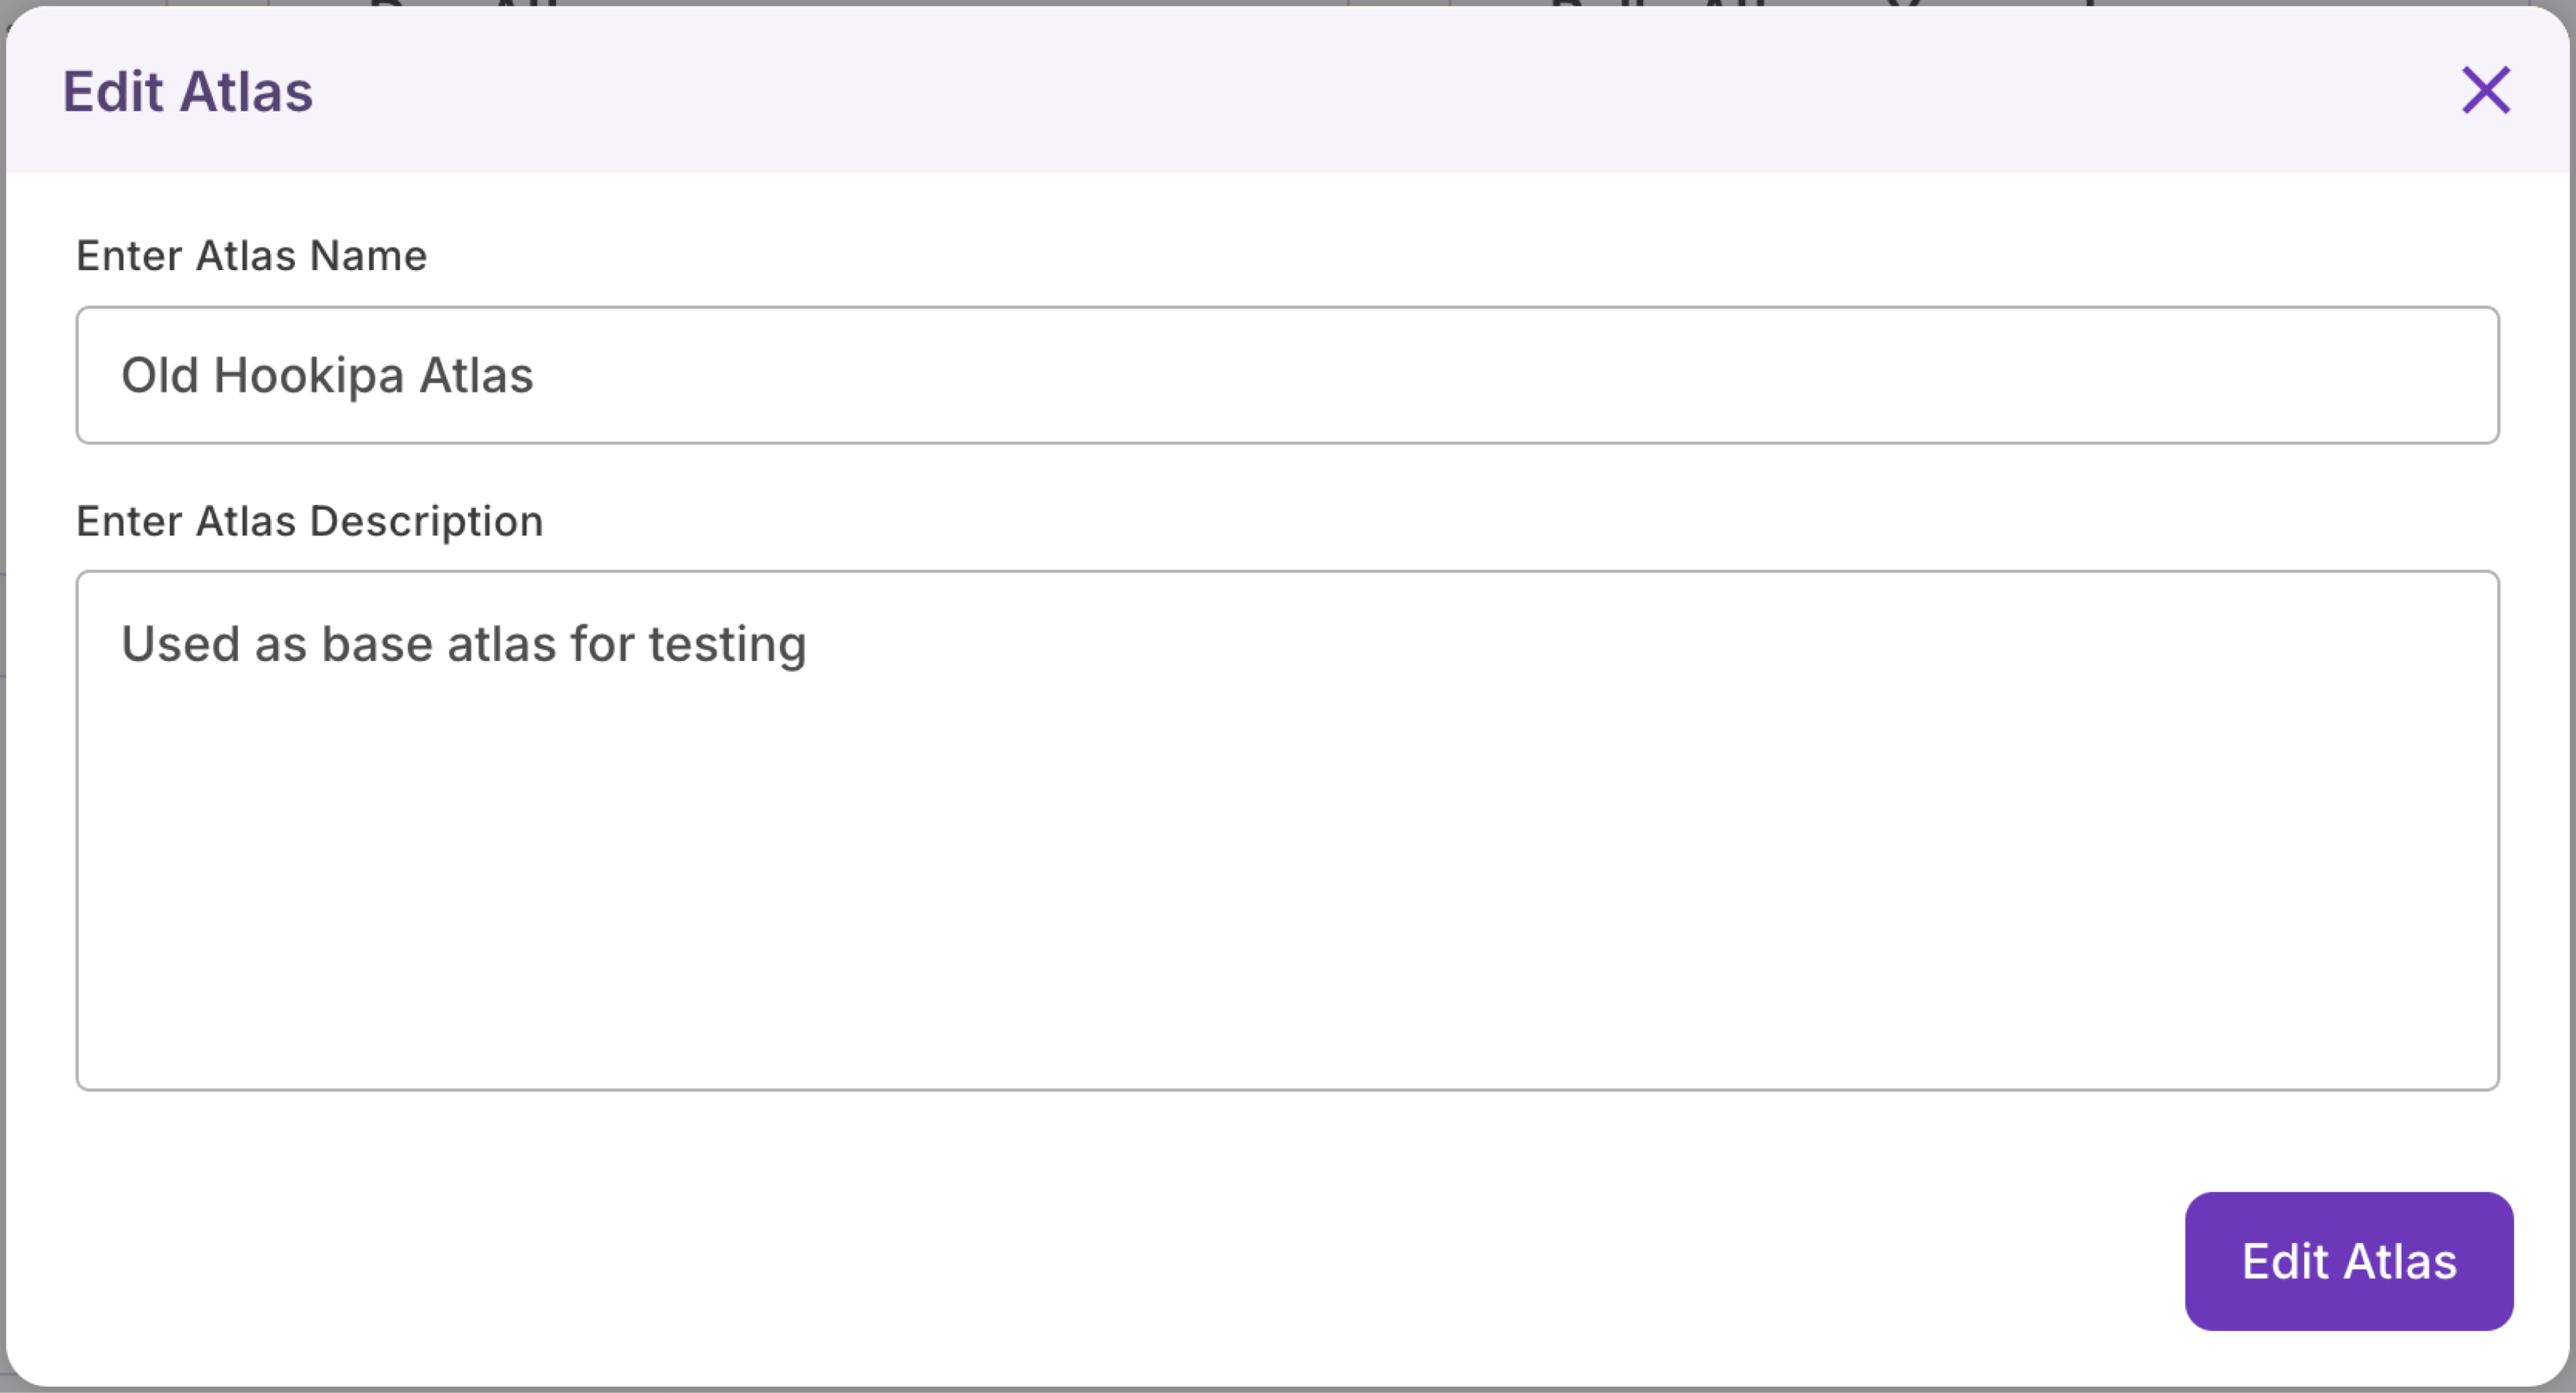 Edit Atlas
Enter Atlas Name
Old Hookipa Atlas
Enter Atlas Description
Used as base atlas for testing
Edit Atlas